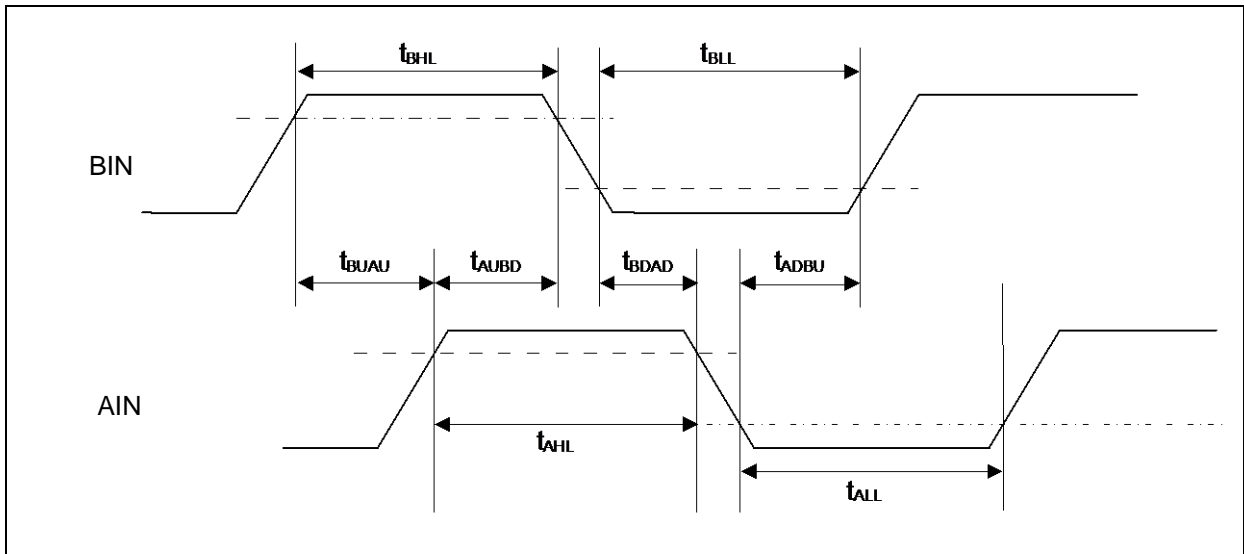 tBHL tBLL
BIN
tBUAU tAUBD tBDAD tADBU
AIN
tAHL
tALL